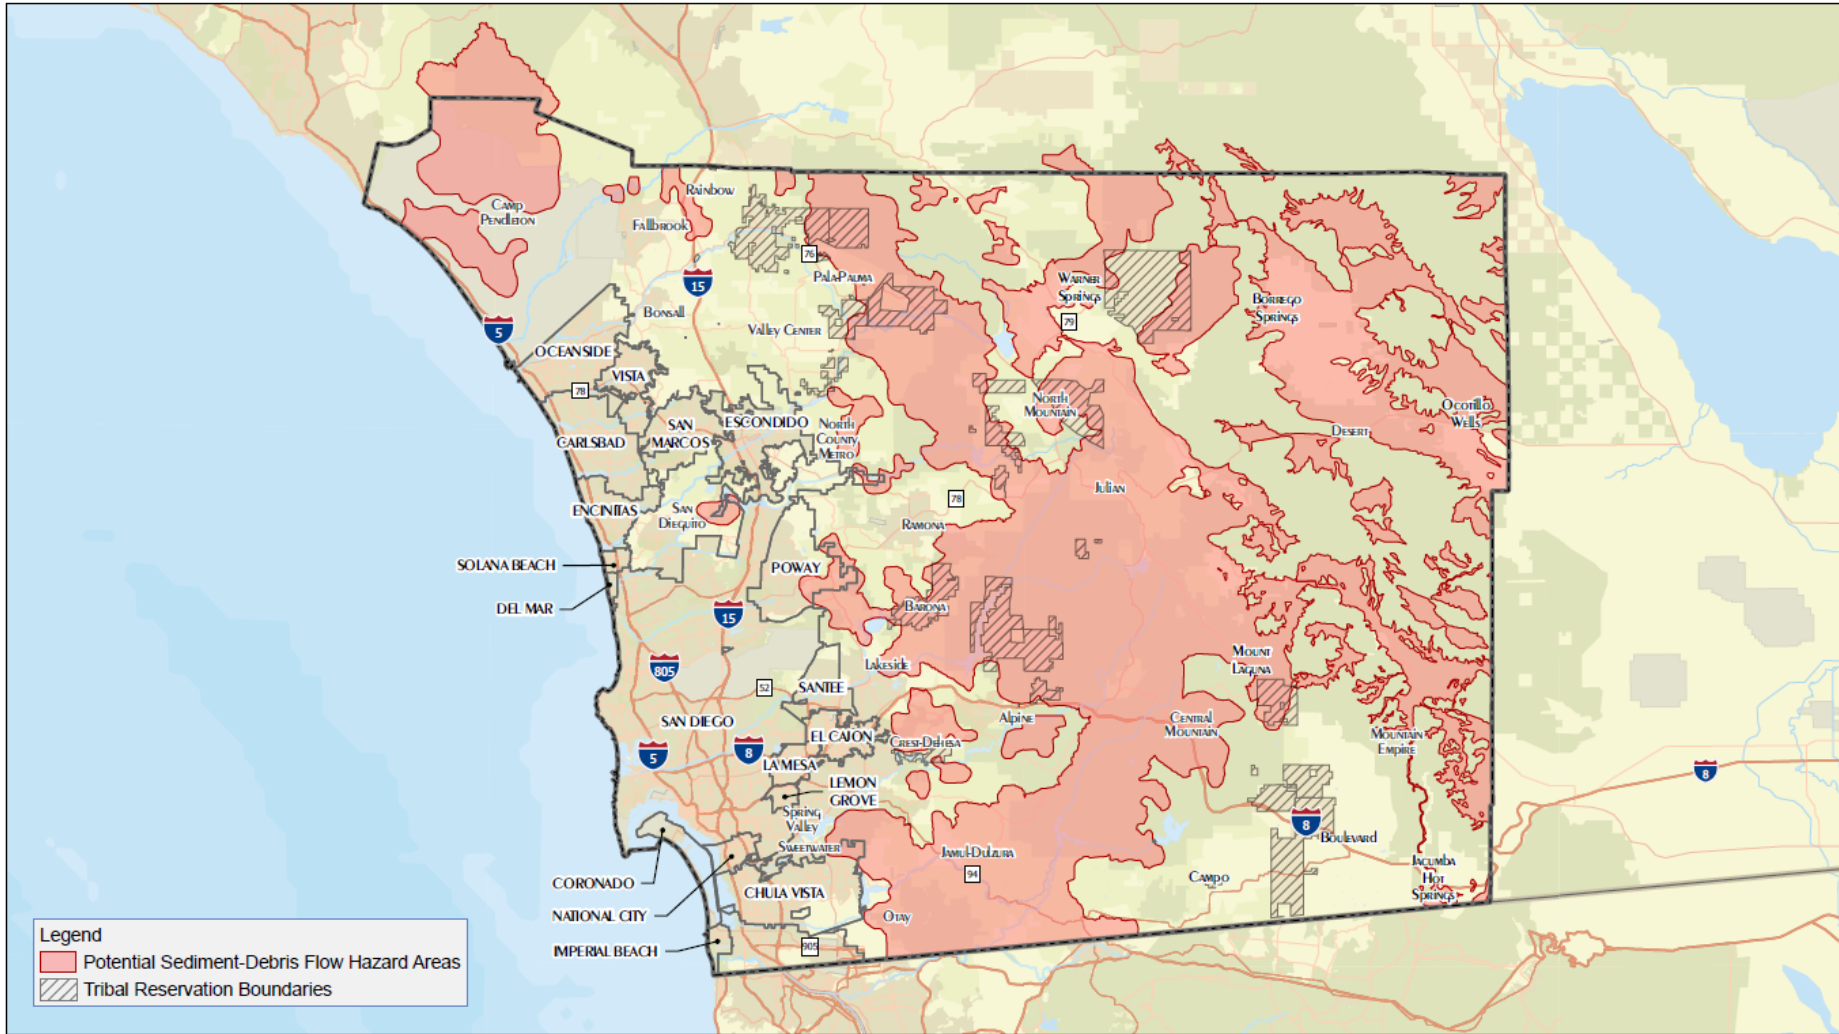 RAINBOW
CAMP
PENDLETON
FALLBROOK
76
PALA-PAUMA
15
WARNER
SPRINGS
BORREGO
SPRINGS
BONSALL
VALLEY CENTER
79
5
OCEANSIDE
VISTA
78
NORTH
MOUNTAIN
OCOTILLO
WELLS
ESCONDIDO
SAN
MARCOS
NORTH
COUNTY
METRO
CARLSBAD
DESERT
JULIAN
78
ENCINITAS
SAN
DIEGUITO
RAMONA
SOLANA BEACH
POWAY
DEL MAR
BARONA
15
LAKESIDE
MOUNT
LAGUNA
805
52
SANTEE
SAN DIEGO
ALPINE
CENTRAL
MOUNTAIN
EL CAJON
CREST-DEHESA
MOUNTAIN
EMPIRE
5
8
LA MESA
8
LEMON
GROVE
SPRING
VALLEY
8
BOULEVARD
SWEETWATER
JAMUL-DULZURA
94
CAMPO
JACUMBA
HOT
SPRINGS
CORONADO
CHULA VISTA
NATIONAL CITY
OTAY
905
IMPERIAL BEACH
Legend
Potential Sediment-Debris Flow Hazard Areas
Tribal Reservation Boundaries